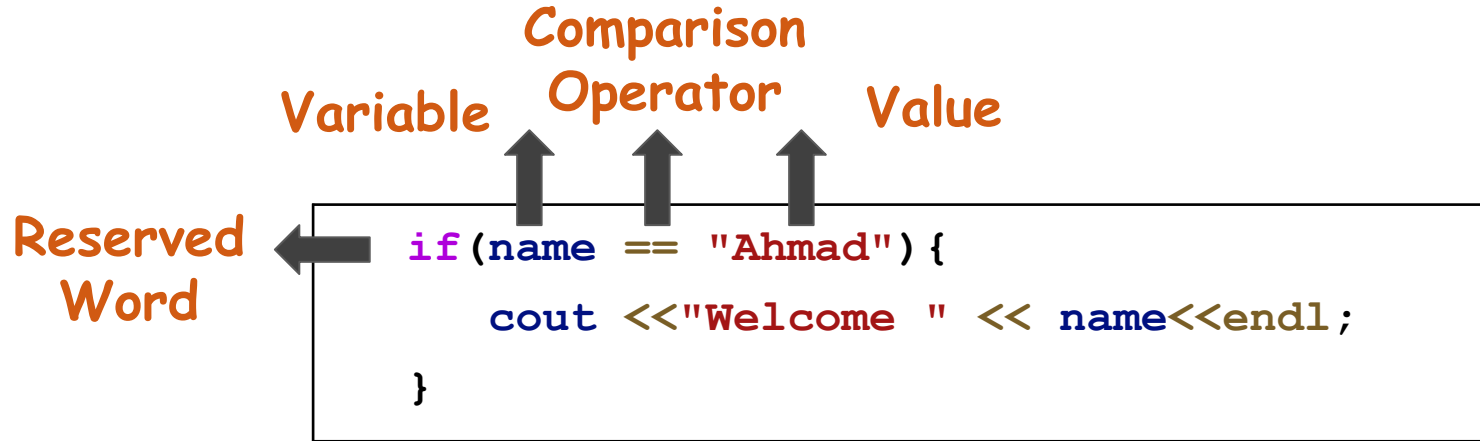 Comparison
Operator
Variable
Value
Reserved
Word
if(name == "Ahmad"){
cout <<"Welcome " << name<<endl;
}